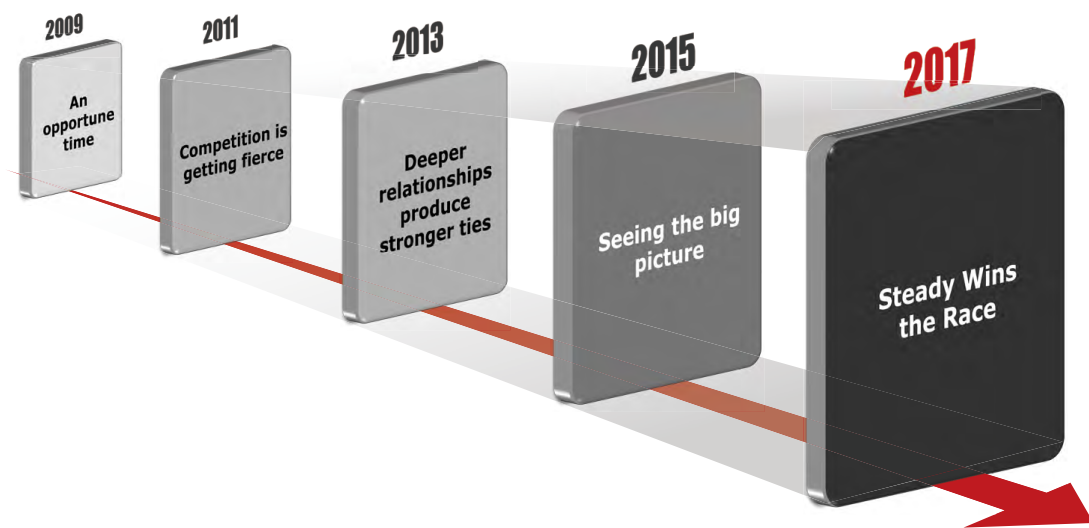 2009
An
opportune
time
2011
Competition is
getting fierce
2013
Deeper
relationships
produce
stronger ties
2015
Seeing the big
picture
2017
Steady Wins
the Race